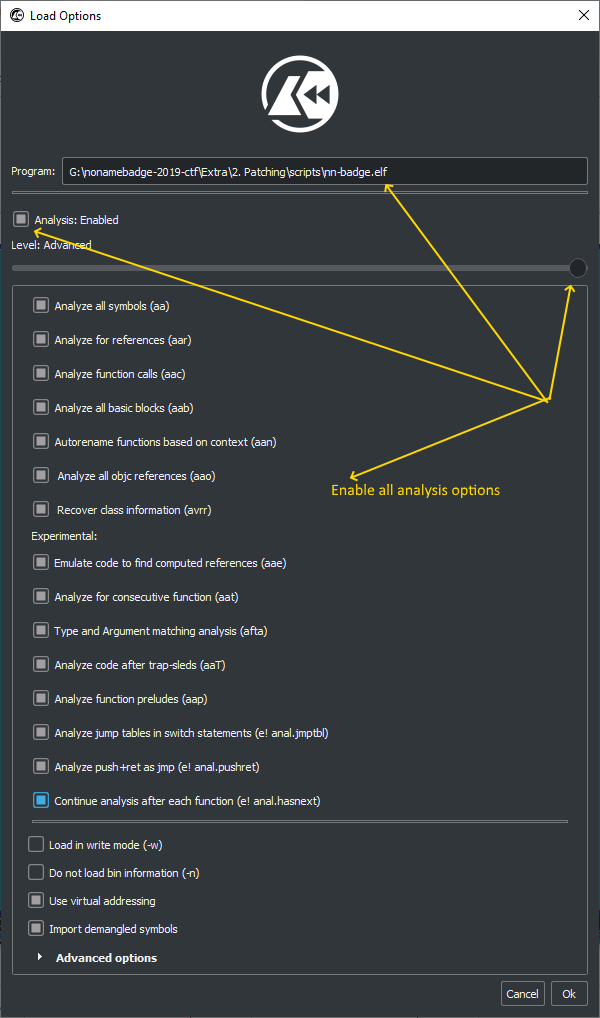 Load Options
Program: G:\nonamebadge-2019-ctf\Extra\2. Patching\scripts\nn-badge.elf
Analysis: Enabled
Level: Advanced
Analyze all symbols (aa)
Analyze for references (aar)
Analyze function calls (aac)
Analyze all basic blocks (aab)
Autorename functions based on context (aan)
Analyze all objc references (aao)
Enable all analysis options
Recover class information (avrr)
Experimental:
Emulate code to find computed references (aae)
Analyze for consecutive function (aat)
Type and Argument matching analysis (afta)
Analyze code after trap-sleds (aaT)
Analyze function preludes (aap)
Analyze jump tables in switch statements (e! anal.jmptbl)
Analyze push+ret as jmp (e! anal.pushret)
Continue analysis after each function (e! anal.hasnext)
Load in write mode (-w)
Do not load bin information (-n)
Use virtual addressing
Import demangled symbols
Advanced options
Cancel Ok